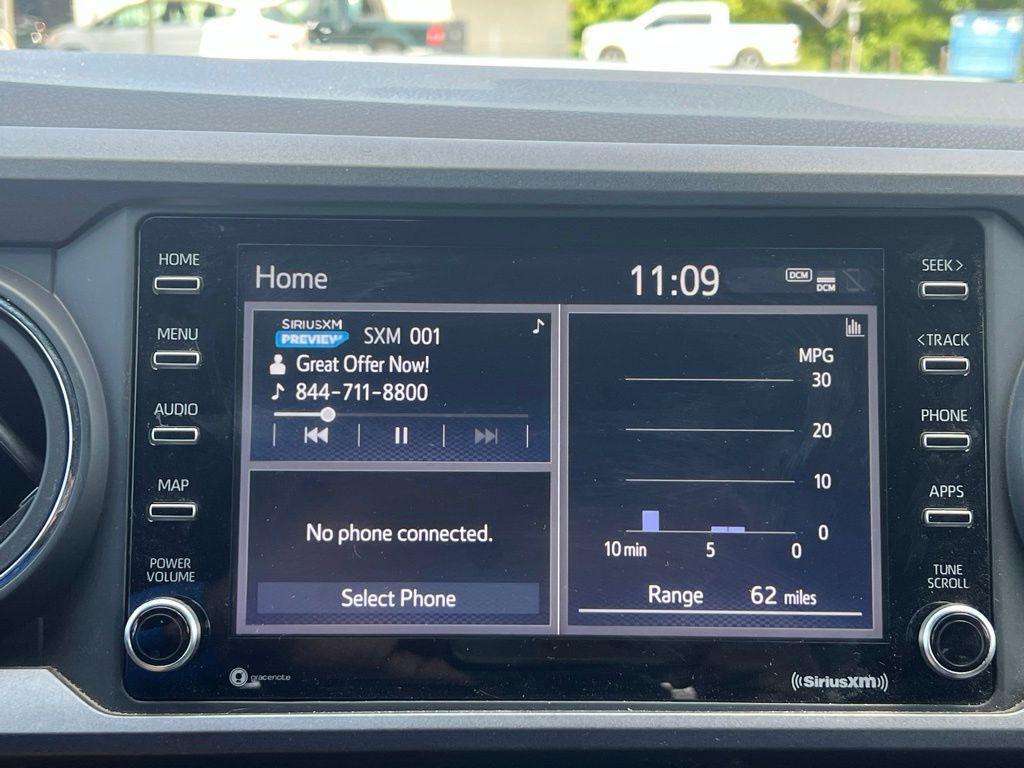 HOME
MENU
AUDIO
MAP
POWER
VOLUME
Home
11:09
DCM
DCM
SIRIUSXM
PREVIEW
SXM 001
Great Offer Now!
844-711-8800
No phone connected.
Select Phone
MPG
30
20
10
0
10 min
5
0
Range 62 miles
SEEK>
<TRACK
PHONE
APPS
TUNE
SCROLL
gracenote
((SiriusXM))